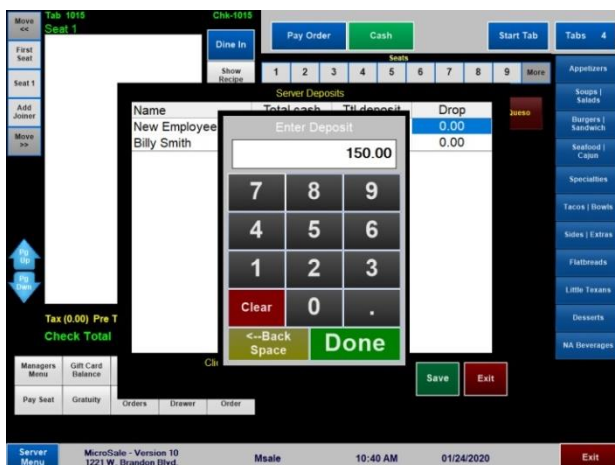 Move
<<
Tab 1015
Chk-1015
Seat 1
First
Seat
Seat 1
Add
Joiner
Move
>>
Dine In
Show
Recipe
Pay Order
Cash
Start Tab
Tabs 4
Seats
1 2 3 4 5 6 7 8 9 More
Appetizers
Soups |
Salads
Burgers |
Sandwich
Seafood |
Cajun
Specialties
Tacos | Bowls
Sides | Extras
Flatbreads
Little Texans
Desserts
NA Beverages
Queso
Server Deposits
Name Total cash Ttl deposit Drop
New Employee 0.00
Billy Smith 0.00
Enter Deposit
150.00
7 8 9
4 5 6
1 2 3
Clear 0 .
<--Back
Space
Done
Save
Exit
Pg
Up
Pg
Dwn
Tax (0.00) Pre T
Check Total
Managers
Menu
Gift Card
Balance
Pay Seat
Gratuity
Orders
Drawer
Order
Server
Menu
MicroSale - Version 10
1221 W. Brandon Blvd.
Msale
10:40 AM
01/24/2020
Exit